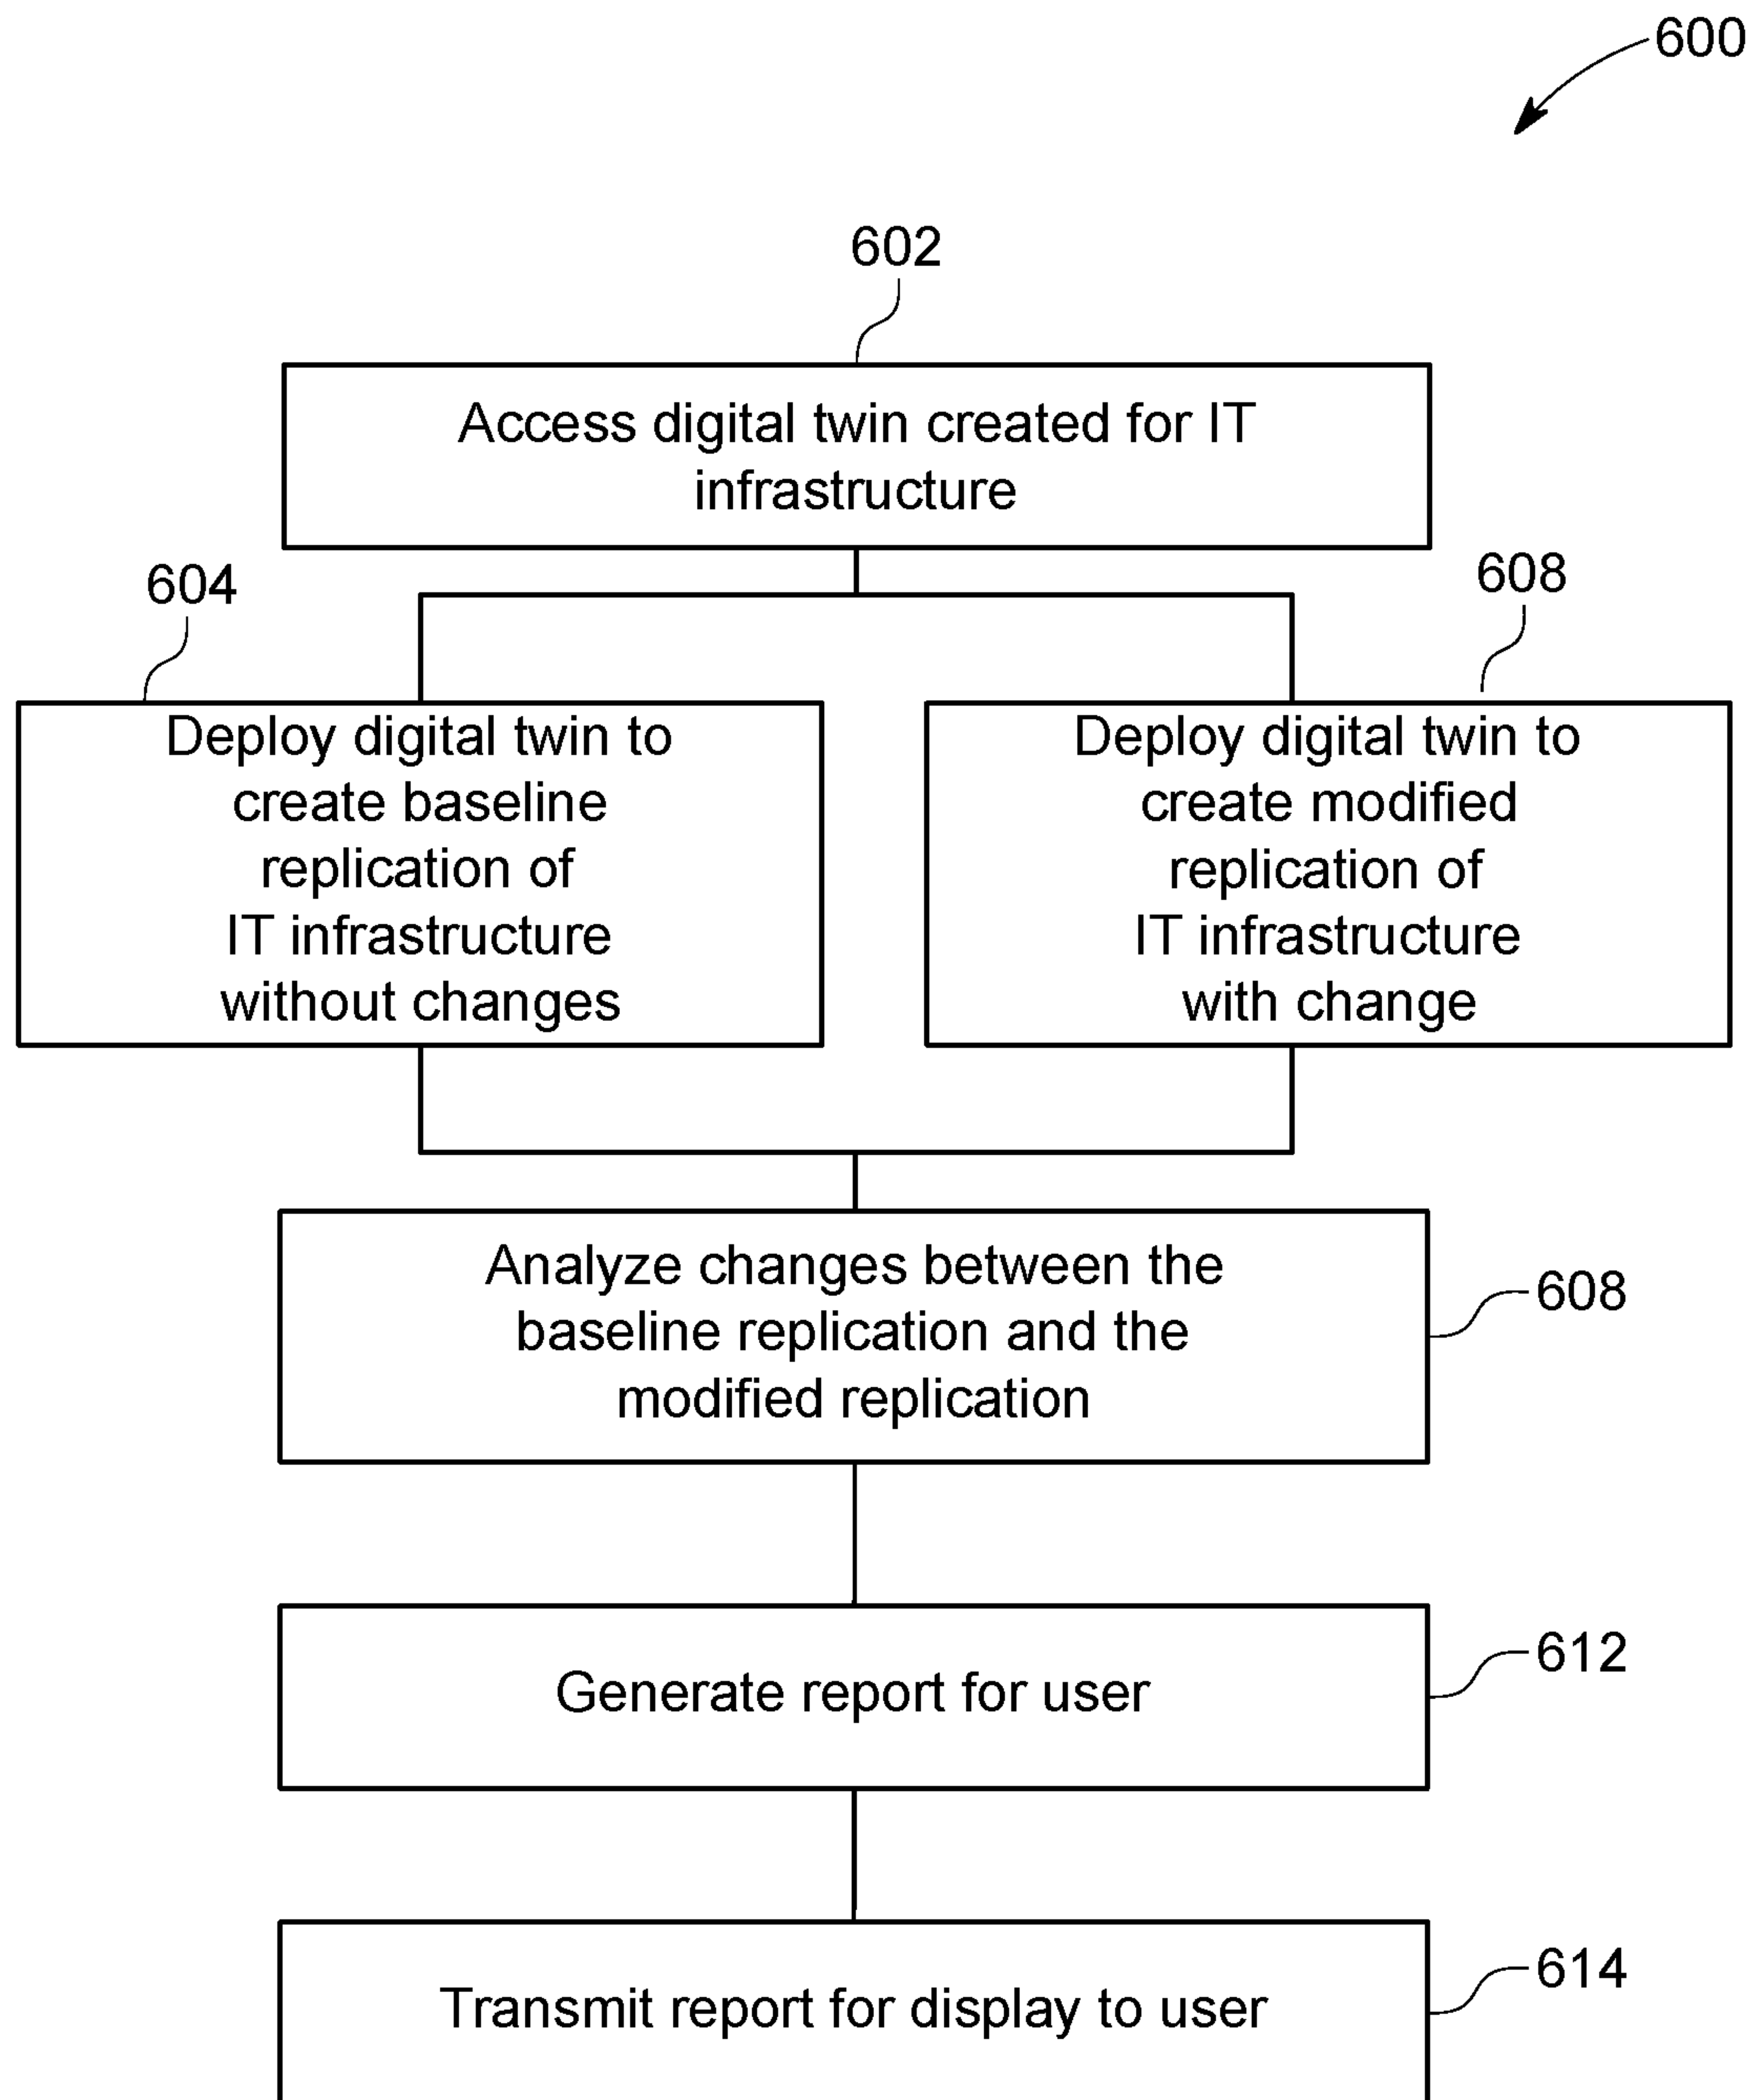 600
602
Access digital twin created for IT
infrastructure
604
Deploy digital twin to
create baseline
replication of
IT infrastructure
without changes
608
Deploy digital twin to
create modified
replication of
IT infrastructure
with change
Analyze changes between the
baseline replication and the
modified replication
608
Generate report for user
612
Transmit report for display to user
614